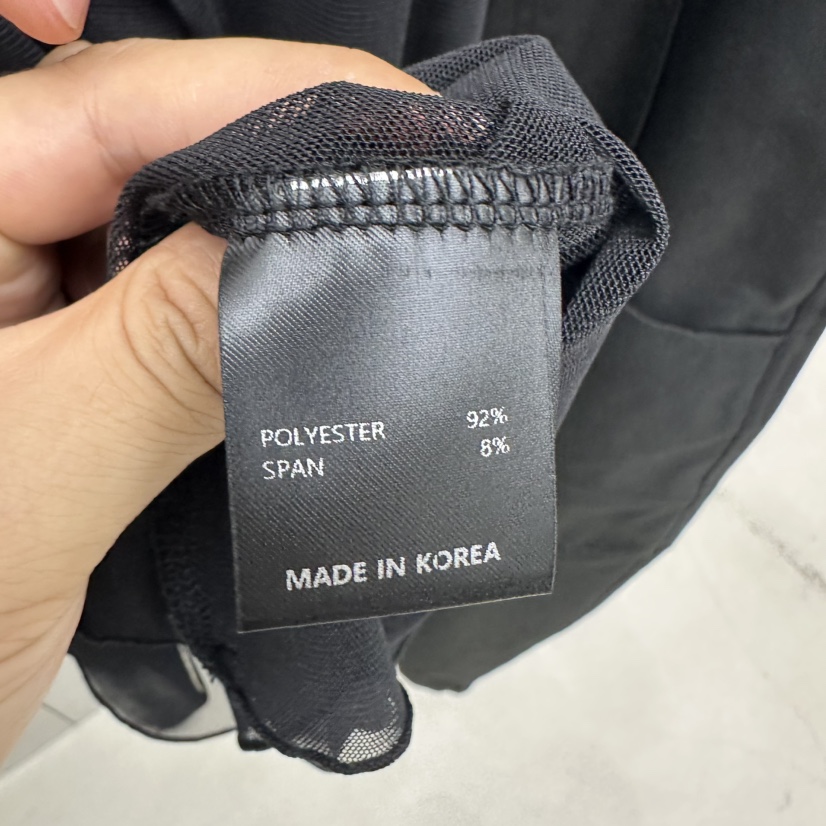 POLYESTER 92%
SPAN 8%
MADE IN KOREA